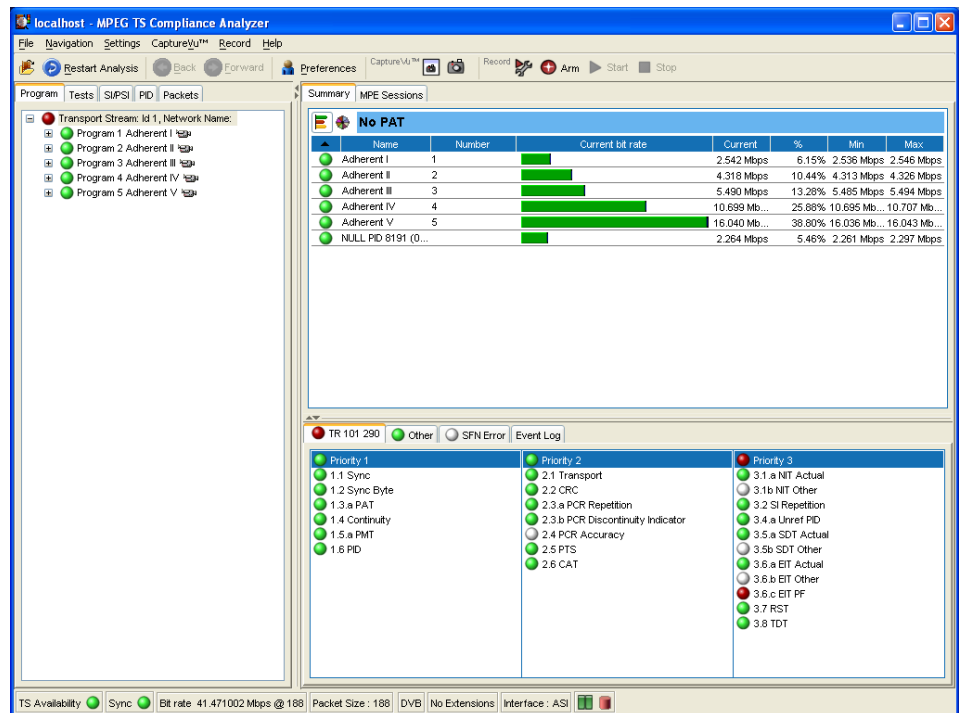 localhost - MPEG TS Compliance Analyzer
File Navigation Settings CaptureVu™ Record Help
Restart Analysis Back Forward Preferences CaptureVu™ Record Arm Start Stop
Program Tests SI/PSI PID Packets
Transport Stream: Id 1, Network Name:
Program 1 Adherent I
Program 2 Adherent II
Program 3 Adherent III
Program 4 Adherent IV
Program 5 Adherent V
Summary MPE Sessions
No PAT
Name Number Current bit rate Current % Min Max
Adherent I 1 2.542 Mbps 6.15% 2.536 Mbps 2.546 Mbps
Adherent II 2 4.318 Mbps 10.44% 4.313 Mbps 4.326 Mbps
Adherent III 3 5.490 Mbps 13.28% 5.485 Mbps 5.494 Mbps
Adherent IV 4 10.699 Mb... 25.88% 10.695 Mb... 10.707 Mb...
Adherent V 5 16.040 Mb... 38.80% 16.036 Mb... 16.043 Mb...
NULL PID 8191 (0... 2.264 Mbps 5.46% 2.261 Mbps 2.297 Mbps
TR 101 290 Other SFN Error Event Log
Priority 1
1.1 Sync
1.2 Sync Byte
1.3.a PAT
1.4 Continuity
1.5.a PMT
1.6 PID
Priority 2
2.1 Transport
2.2 CRC
2.3.a PCR Repetition
2.3.b PCR Discontinuity Indicator
2.4 PCR Accuracy
2.5 PTS
2.6 CAT
Priority 3
3.1.a NIT Actual
3.1b NIT Other
3.2 SI Repetition
3.4.a Unref PID
3.5.a SDT Actual
3.5b SDT Other
3.6.a EIT Actual
3.6.b EIT Other
3.6.c EIT PF
3.7 RST
3.8 TDT
TS Availability Sync Bit rate 41.471002 Mbps @ 188 Packet Size : 188 DVB No Extensions Interface : ASI